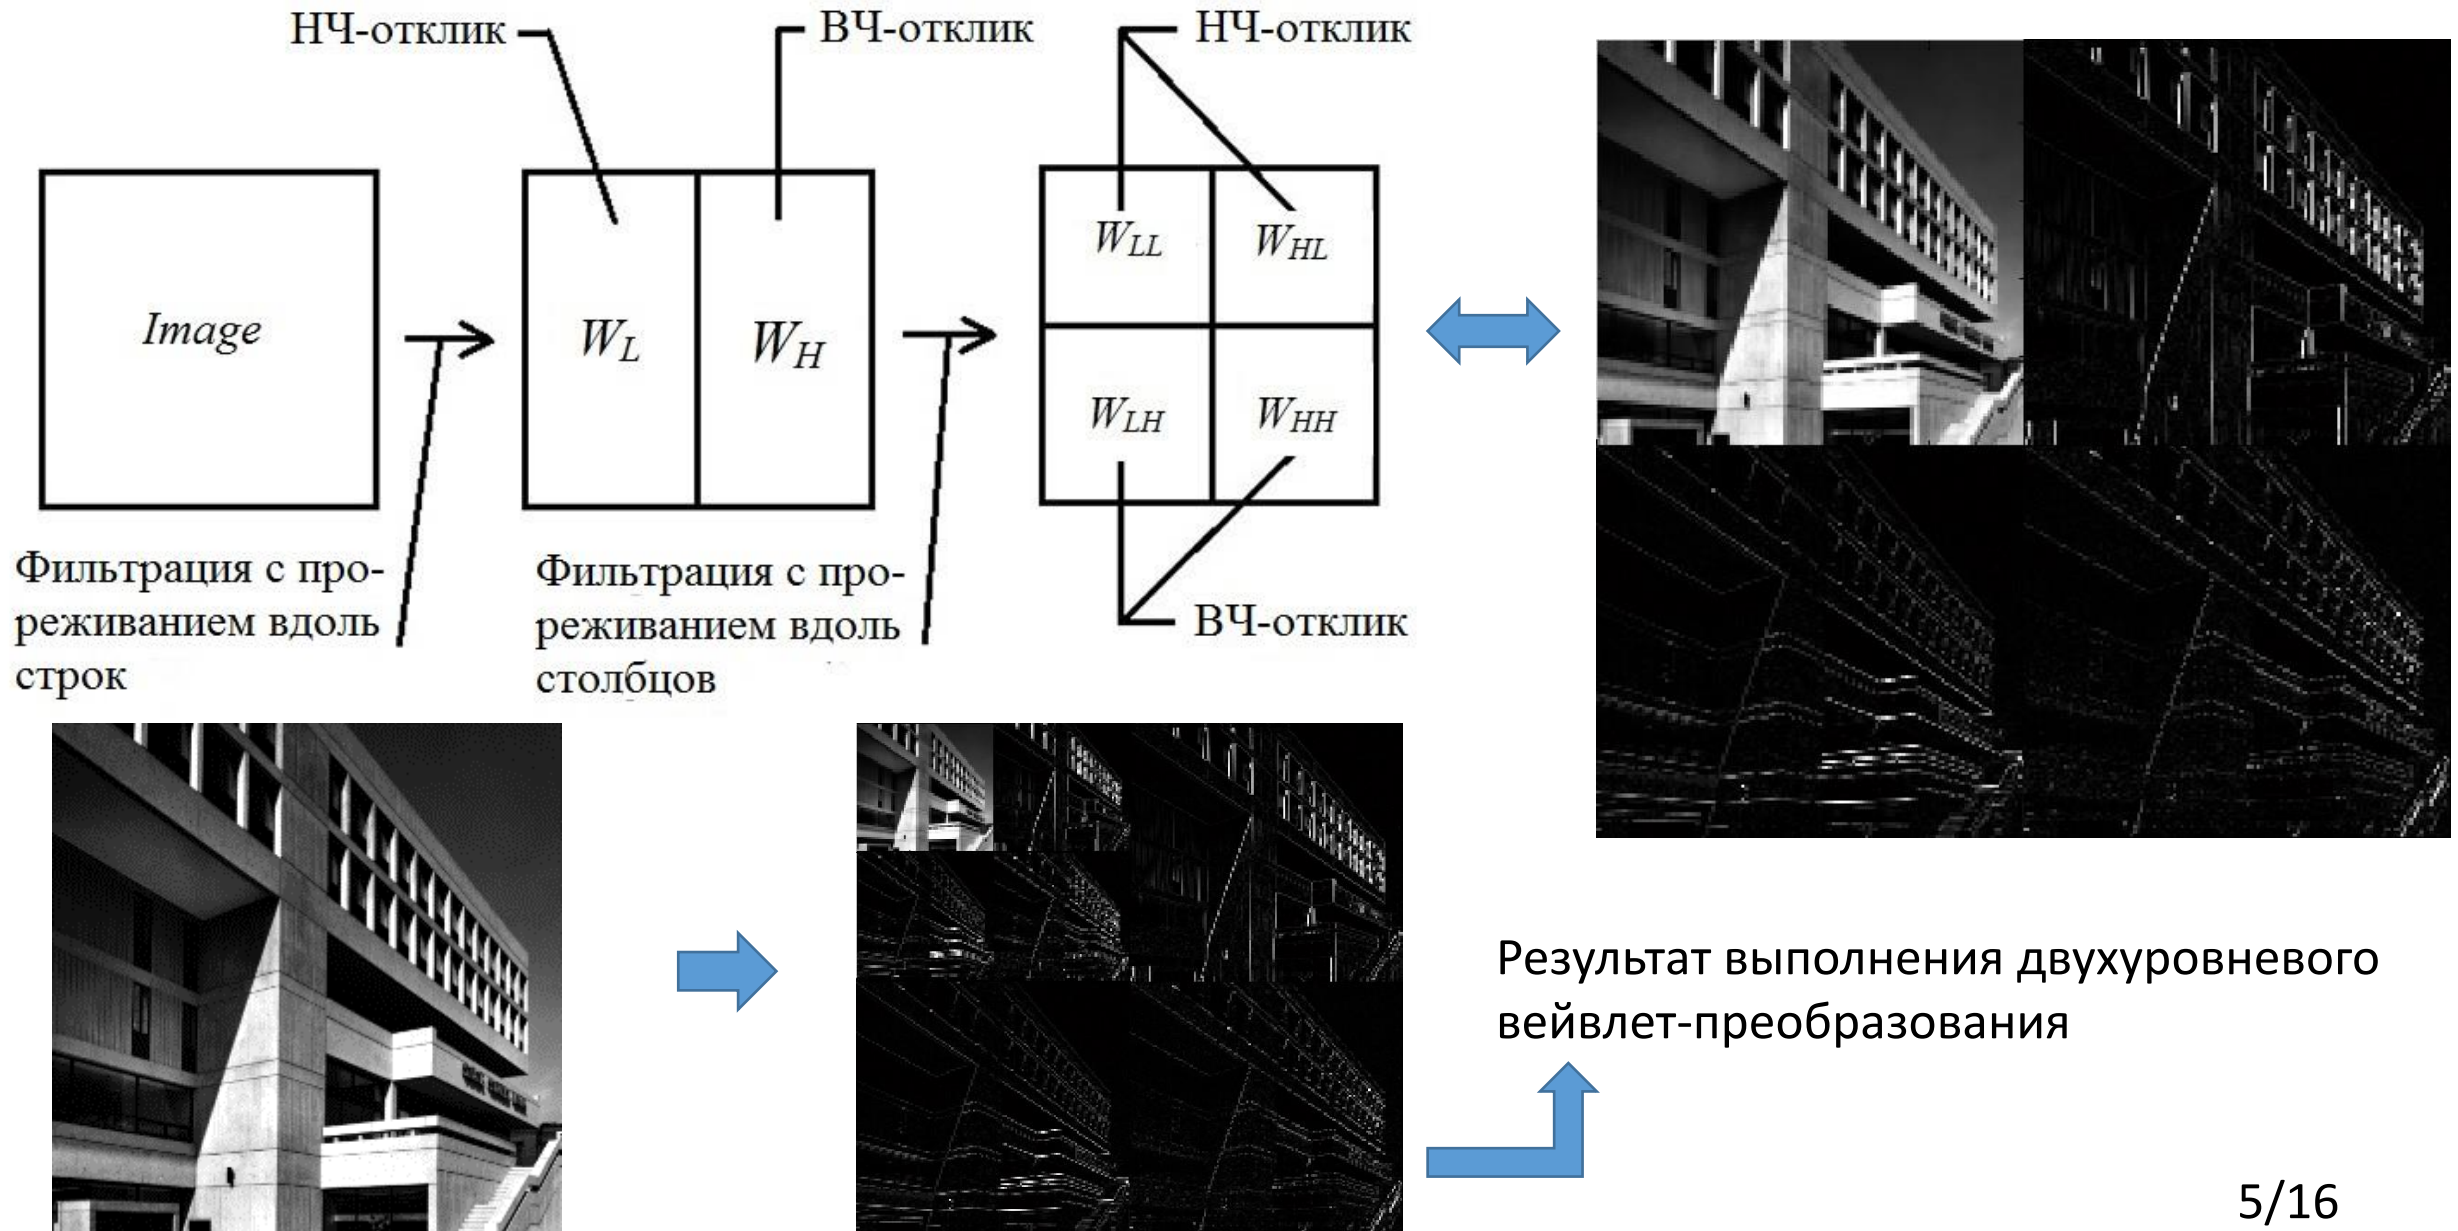 НЧ-отклик
ВЧ-отклик
НЧ-отклик
Image
W_L
W_H
W_LL
W_HL
W_LH
W_HH
Фильтрация с про-
реживанием вдоль
строк
Фильтрация с про-
реживанием вдоль
столбцов
ВЧ-отклик
Результат выполнения двухуровневого
вейвлет-преобразования
5/16